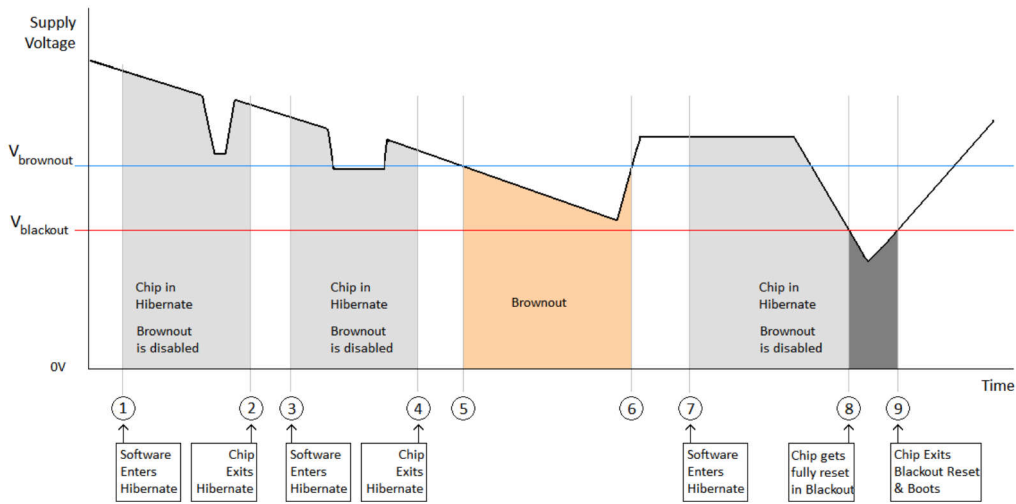 Supply
Voltage
Vbrownout
Vblackout
0V
Chip in
Hibernate
Brownout
is disabled
Chip in
Hibernate
Brownout
is disabled
Brownout
Chip in
Hibernate
Brownout
is disabled
Time
1 2 3 4 5 6 7 8 9
Software
Enters
Hibernate
Chip
Exits
Hibernate
Software
Enters
Hibernate
Chip
Exits
Hibernate
Software
Enters
Hibernate
Chip gets
fully reset
in Blackout
Chip Exits
Blackout Reset
& Boots